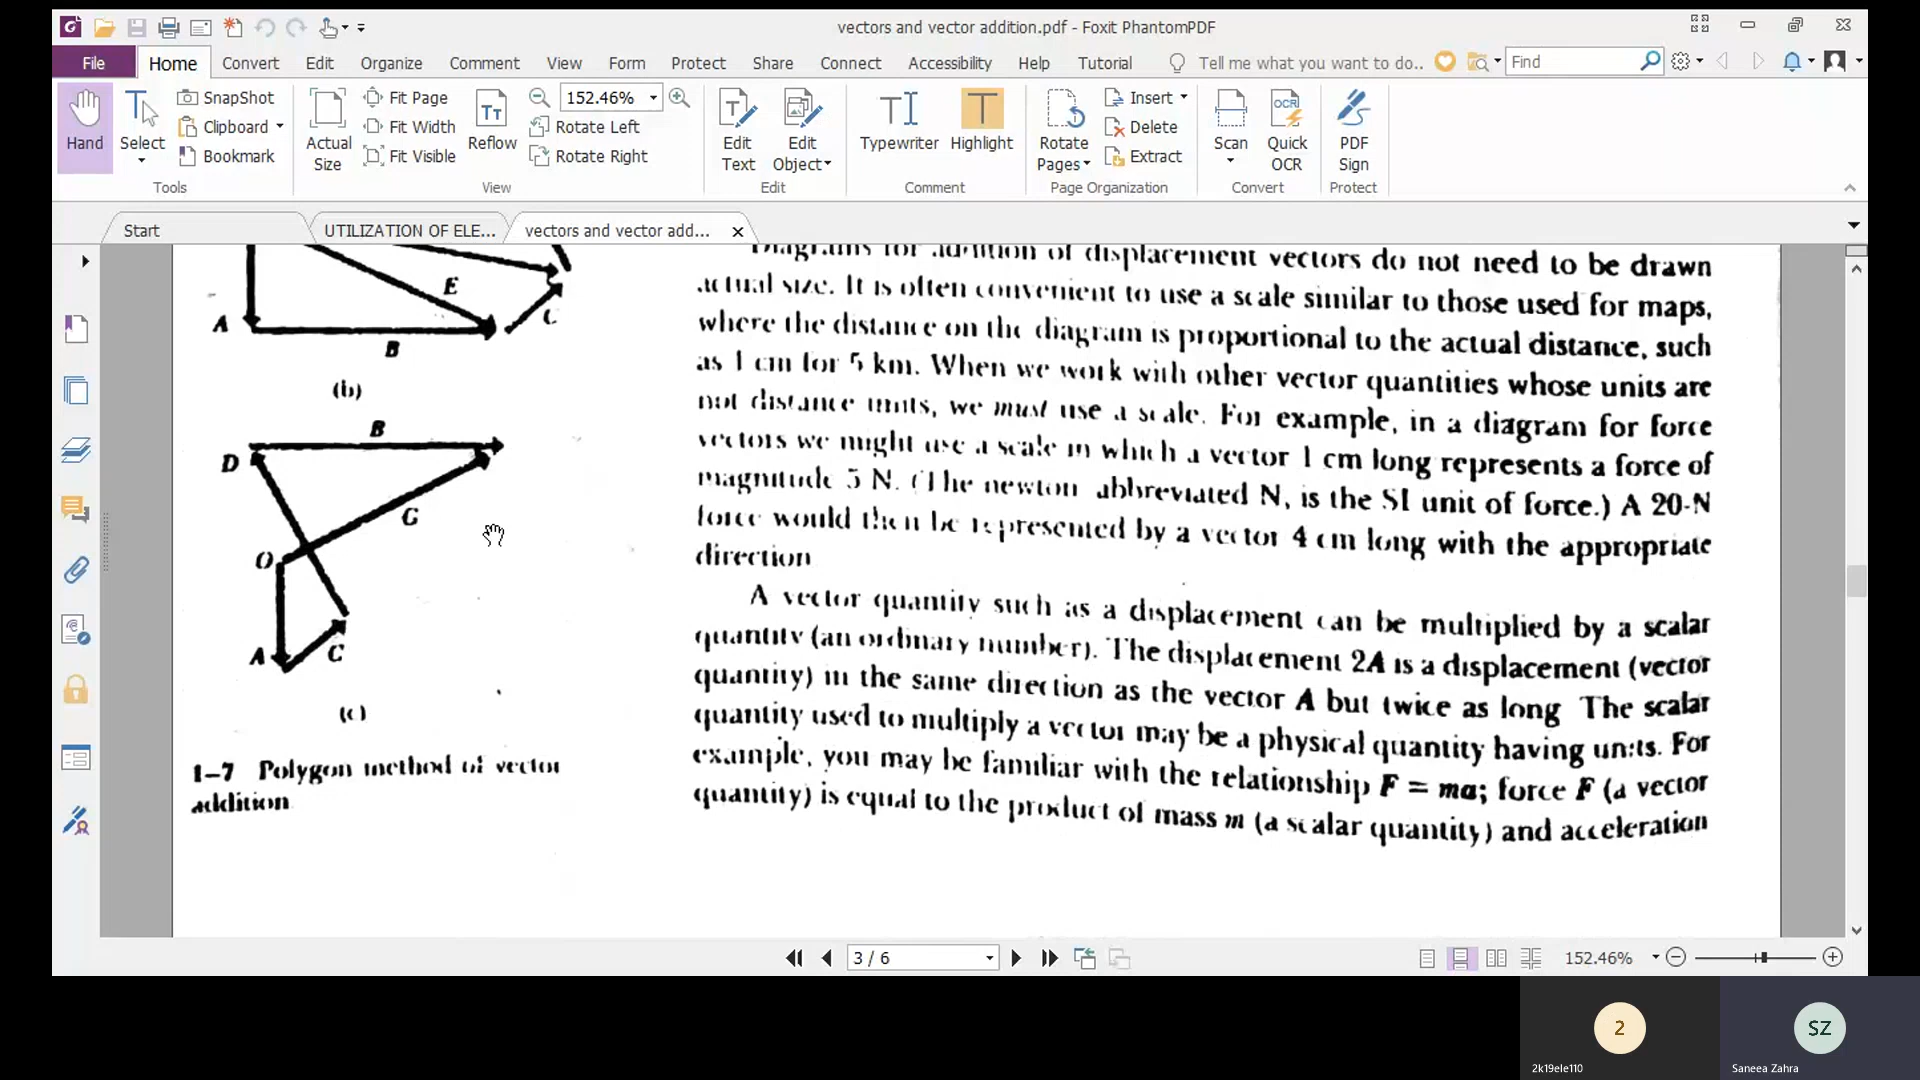 vectors and vector addition.pdf - Foxit PhantomPDF
File Home Convert Edit Organize Comment View Form Protect Share Connect Accessibility Help Tutorial Tell me what you want to do.. Find
Hand
Select
SnapShot
Clipboard
Bookmark
Tools
Actual Size
Fit Page
Fit Width
Fit Visible
Reflow
152.46%
Rotate Left
Rotate Right
View
Edit Text
Edit Object
Edit
Typewriter
Highlight
Comment
Rotate Pages
Insert
Delete
Extract
Page Organization
Scan
Quick OCR
Convert
PDF Sign
Protect
Start
UTILIZATION OF ELE...
vectors and vector add...
E
A
C
B
(b)
B
D
G
O
A
C
(c)
1–7 Polygon method of vector
addition
Diagrams for addition of displacement vectors do not need to be drawn
actual size. It is often convenient to use a scale similar to those used for maps,
where the distance on the diagram is proportional to the actual distance, such
as 1 cm for 5 km. When we work with other vector quantities whose units are
not distance units, we must use a scale. For example, in a diagram for force
vectors we might use a scale in which a vector 1 cm long represents a force of
magnitude 5 N. (The newton abbreviated N, is the SI unit of force.) A 20-N
force would then be represented by a vector 4 cm long with the appropriate
direction
A vector quantity such as a displacement can be multiplied by a scalar
quantity (an ordinary number). The displacement 2A is a displacement (vector
quantity) in the same direction as the vector A but twice as long The scalar
quantity used to multiply a vector may be a physical quantity having units. For
example, you may be familiar with the relationship F = ma; force F (a vector
quantity) is equal to the product of mass m (a scalar quantity) and acceleration
3 / 6
152.46%
2
SZ
2k19ele110
Saneea Zahra